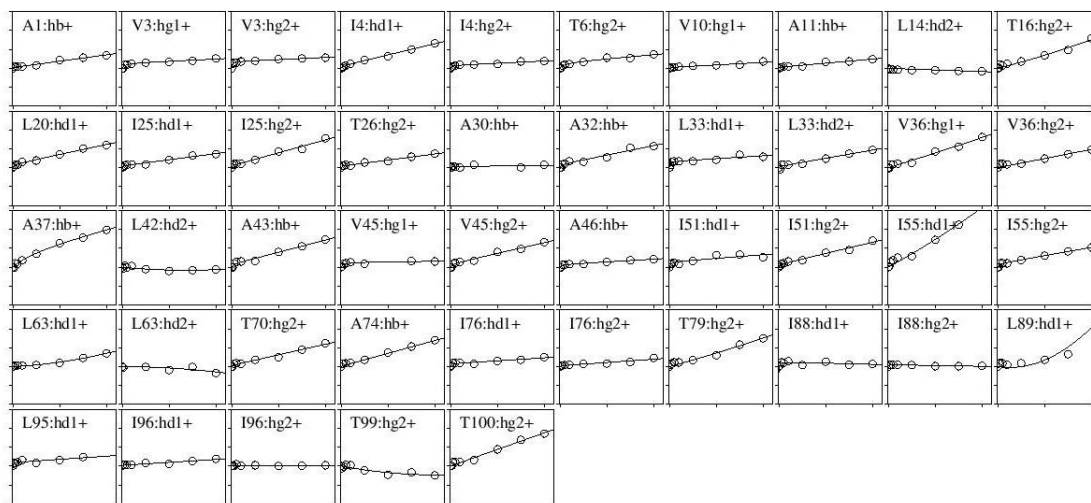 A1:hb+ V3:hg1+ V3:hg2+ I4:hd1+ I4:hg2+ T6:hg2+ V10:hg1+ A11:hb+ L14:hd2+ T16:hg2+
L20:hd1+ I25:hd1+ I25:hg2+ T26:hg2+ A30:hb+ A32:hb+ L33:hd1+ L33:hd2+ V36:hg1+ V36:hg2+
A37:hb+ L42:hd2+ A43:hb+ V45:hg1+ V45:hg2+ A46:hb+ I51:hd1+ I51:hg2+ I55:hd1+ I55:hg2+
L63:hd1+ L63:hd2+ T70:hg2+ A74:hb+ I76:hd1+ I76:hg2+ T79:hg2+ I88:hd1+ I88:hg2+ L89:hd1+
L95:hd1+ I96:hd1+ I96:hg2+ T99:hg2+ T100:hg2+